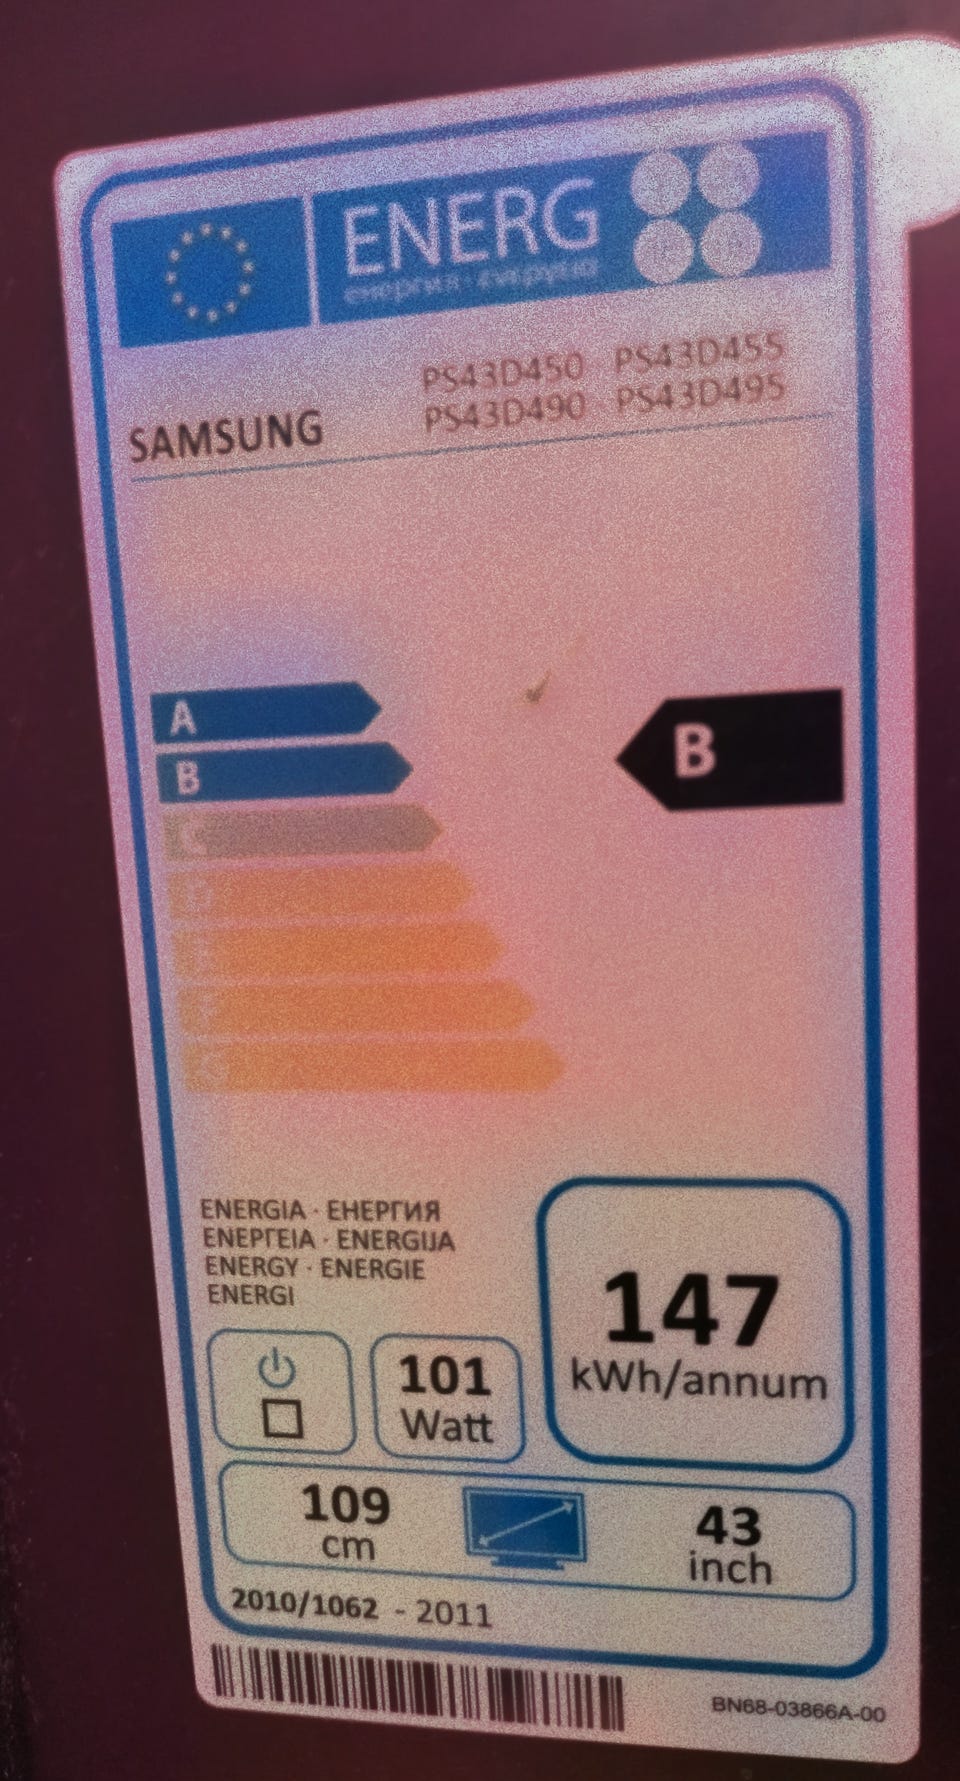 ENERG
енергия · ενεργεια
PS43D450 PS43D455
SAMSUNG PS43D490 PS43D495
A
B
B
C
D
E
F
G
ENERGIA · ЕНЕРГИЯ
ΕΝΕΡΓΕΙΑ · ENERGIJA
ENERGY · ENERGIE
ENERGI
147
kWh/annum
101
Watt
109
cm
43
inch
2010/1062 - 2011
BN68-03866A-00